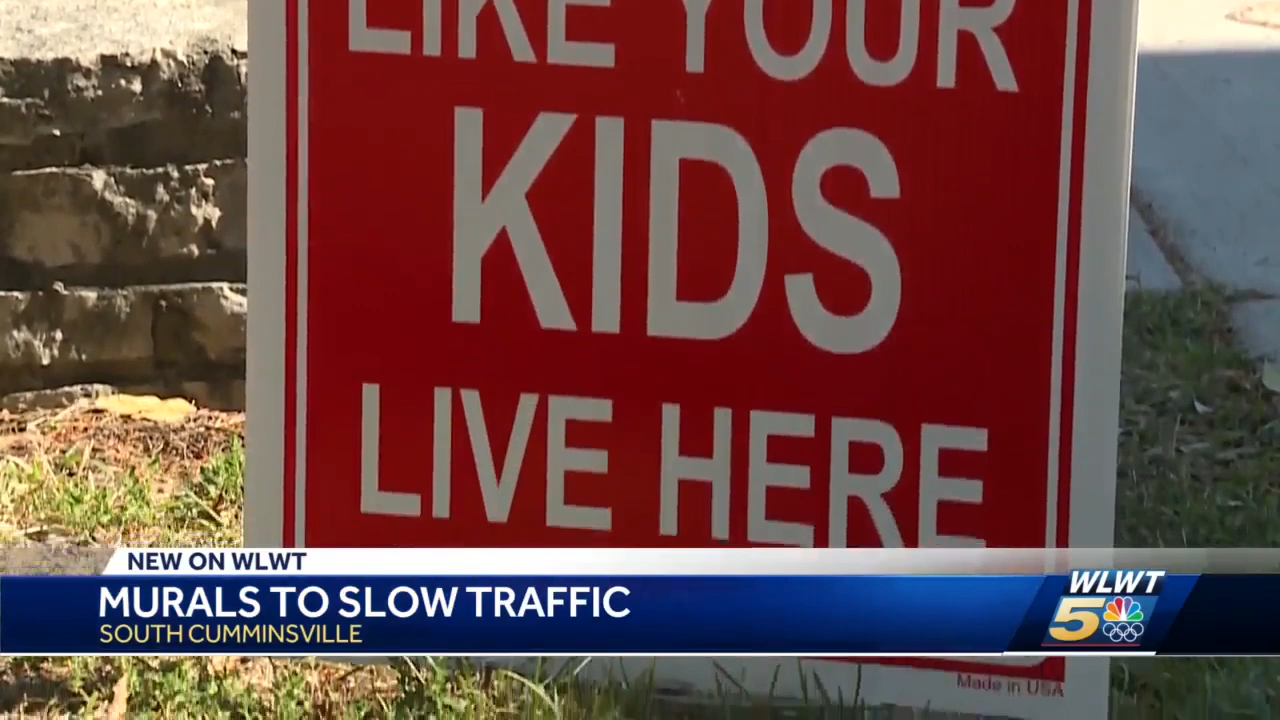 LIKE YOUR
KIDS
LIVE HERE
NEW ON WLWT
MURALS TO SLOW TRAFFIC
SOUTH CUMMINSVILLE
WLWT
5
Made in USA